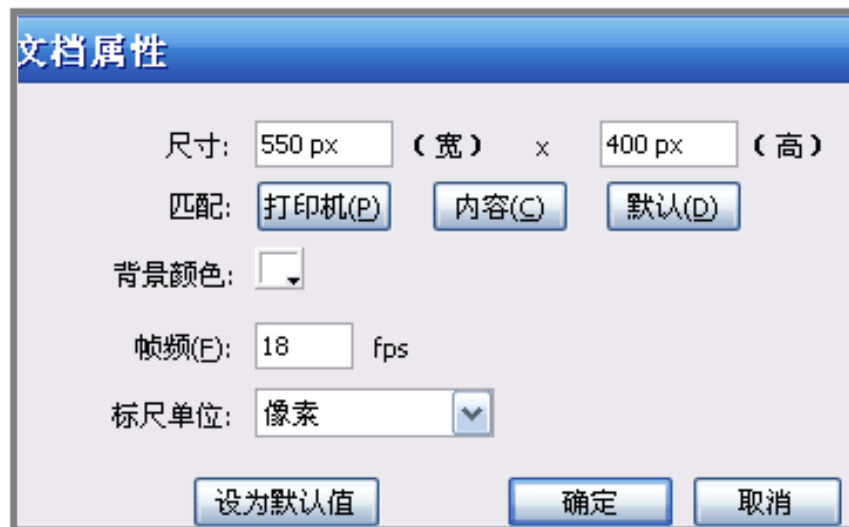 文档属性
尺寸: 550 px (宽) x 400 px (高)
匹配: 打印机(P) 内容(C) 默认(D)
背景颜色:
帧频(F): 18 fps
标尺单位: 像素
设为默认值 确定 取消